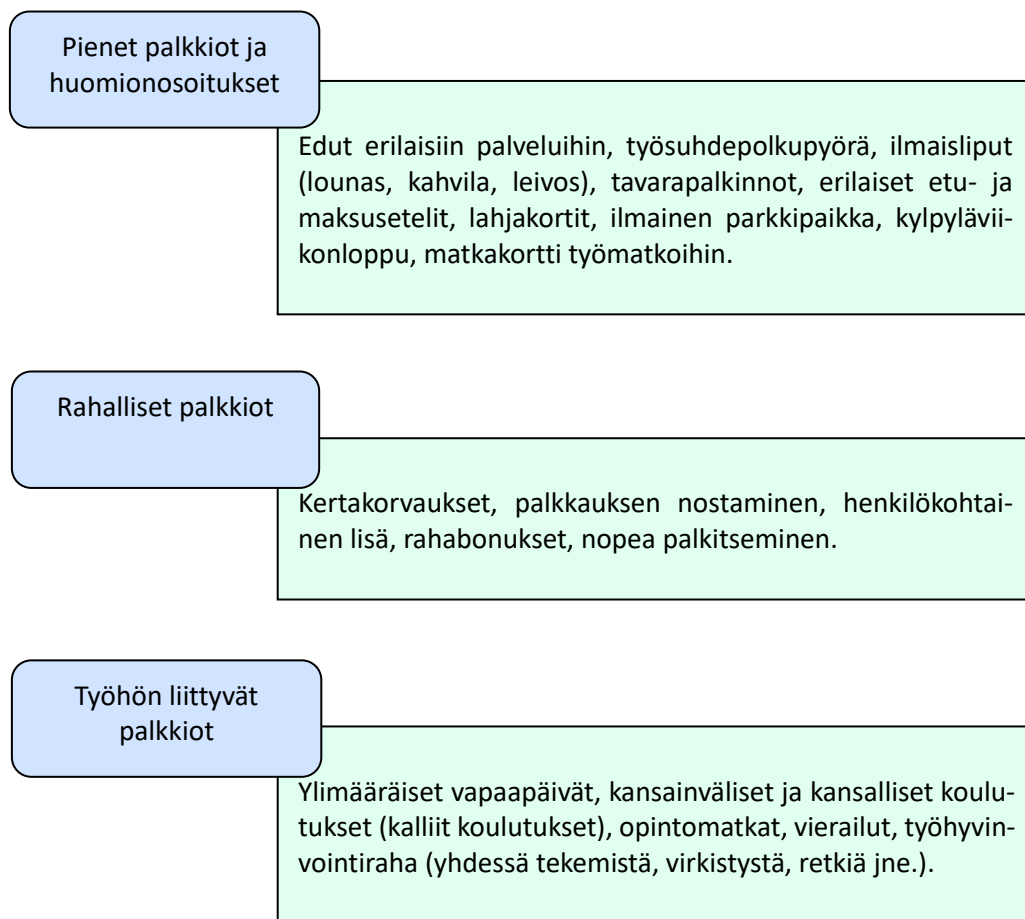 Pienet palkkiot ja
huomionosoitukset
Edut erilaisiin palveluihin, työsuhdepolkupyörä, ilmaisliput
(lounas, kahvila, leivos), tavarapalkinnot, erilaiset etu- ja
maksusetelit, lahjakortit, ilmainen parkkipaikka, kylpylävii-
konloppu, matkakortti työmatkoihin.
Rahalliset palkkiot
Kertakorvaukset, palkkauksen nostaminen, henkilökohtai-
nen lisä, rahabonukset, nopea palkitseminen.
Työhön liittyvät
palkkiot
Ylimääräiset vapaapäivät, kansainväliset ja kansalliset koulu-
tukset (kalliit koulutukset), opintomatkat, vierailut, työhyvin-
vointiraha (yhdessä tekemistä, virkistystä, retkiä jne.).